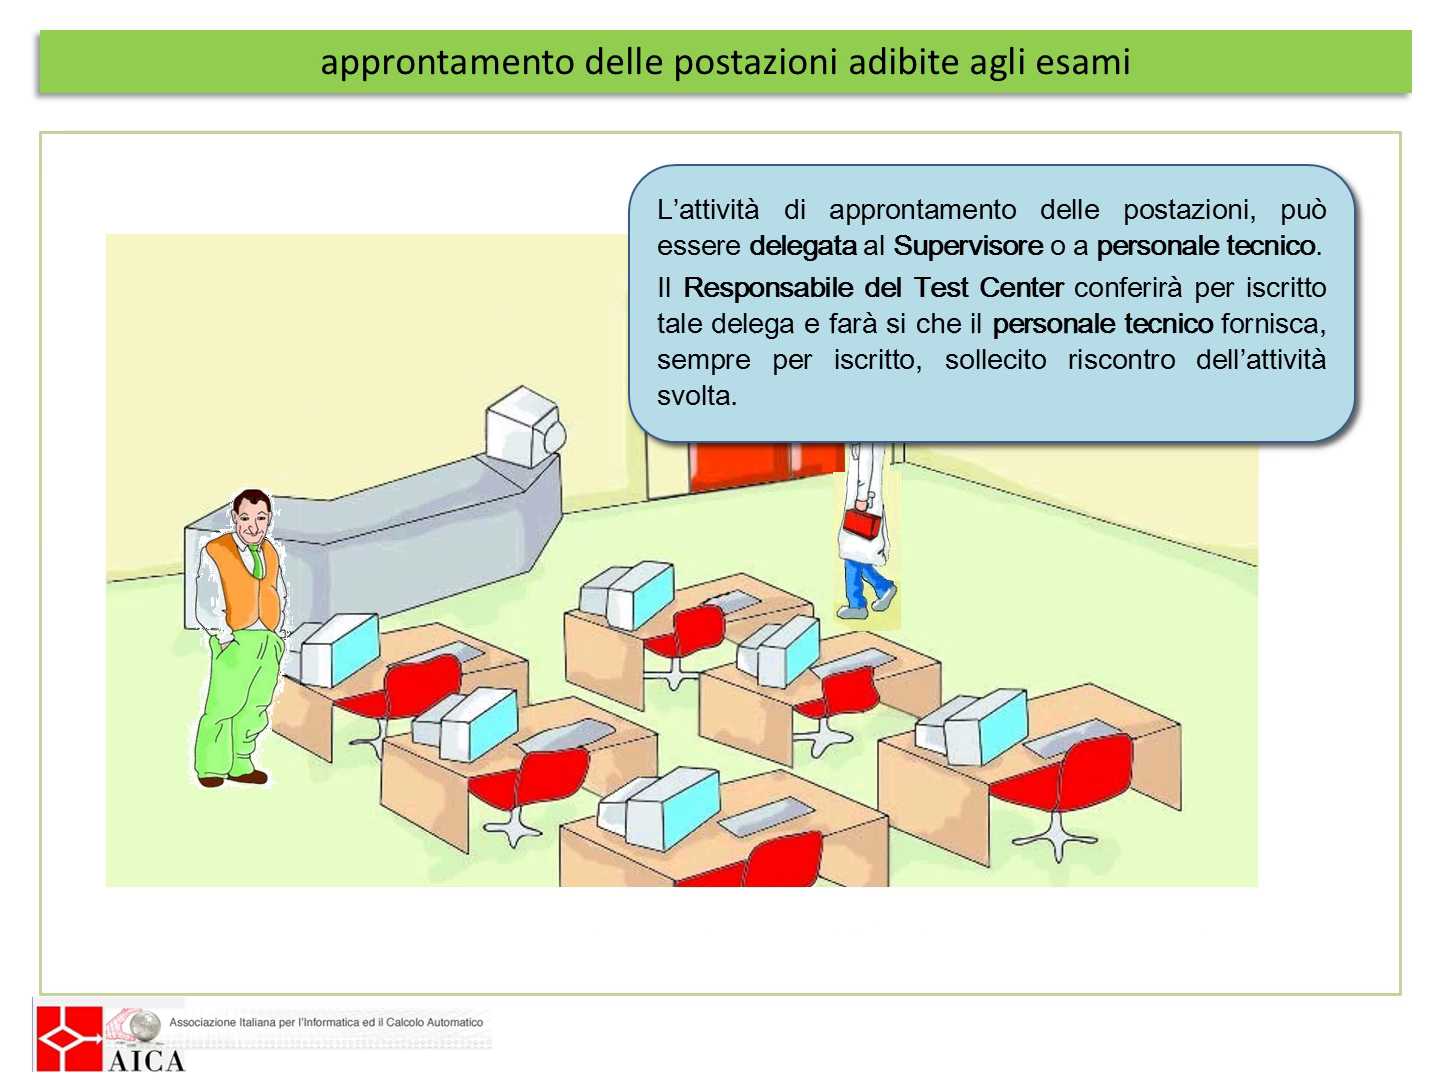 approntamento delle postazioni adibite agli esami
L’attività di approntamento delle postazioni, può
essere delegata al Supervisore o a personale tecnico.
Il Responsabile del Test Center conferirà per iscritto
tale delega e farà si che il personale tecnico fornisca,
sempre per iscritto, sollecito riscontro dell’attività
svolta.
Associazione Italiana per l'Informatica ed il Calcolo Automatico
AICA